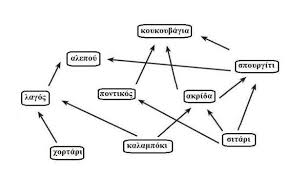 κουκουβάγια
αλεπού
σπουργίτι
λαγός
ποντικός
ακρίδα
χορτάρι
καλαμπόκι
σιτάρι